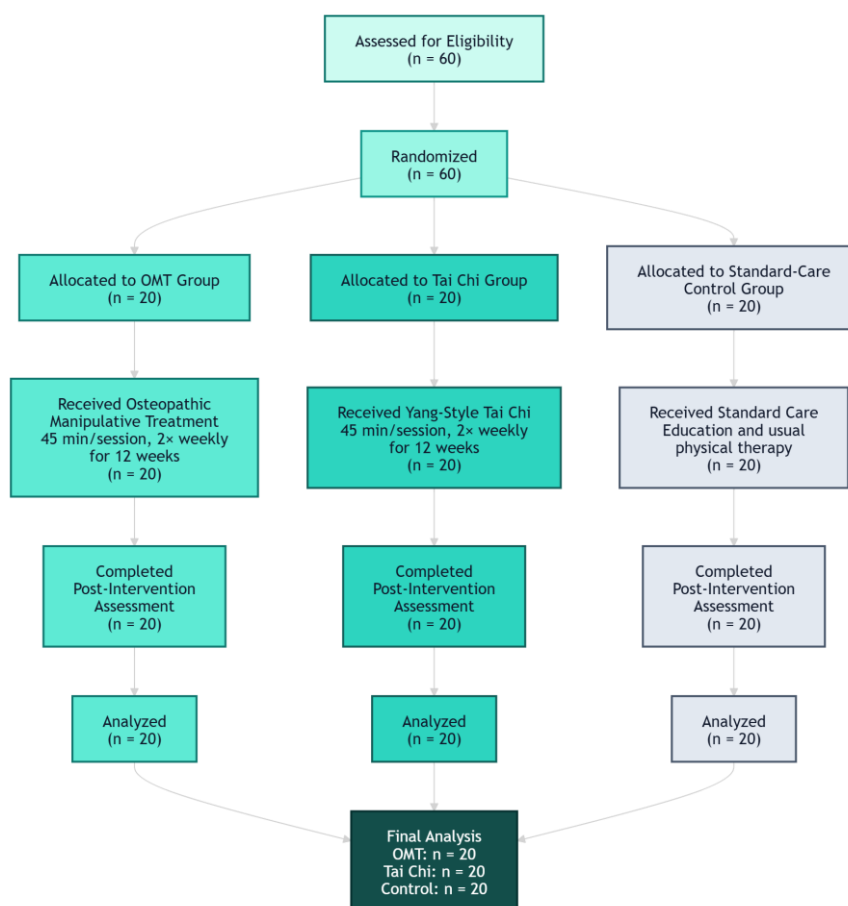 Assessed for Eligibility
(n = 60)
Randomized
(n = 60)
Allocated to OMT Group
(n = 20)
Allocated to Tai Chi Group
(n = 20)
Allocated to Standard-Care
Control Group
(n = 20)
Received Osteopathic
Manipulative Treatment
45 min/session, 2× weekly
for 12 weeks
(n = 20)
Received Yang-Style Tai Chi
45 min/session, 2× weekly
for 12 weeks
(n = 20)
Received Standard Care
Education and usual
physical therapy
(n = 20)
Completed
Post-Intervention
Assessment
(n = 20)
Completed
Post-Intervention
Assessment
(n = 20)
Completed
Post-Intervention
Assessment
(n = 20)
Analyzed
(n = 20)
Analyzed
(n = 20)
Analyzed
(n = 20)
Final Analysis
OMT: n = 20
Tai Chi: n = 20
Control: n = 20